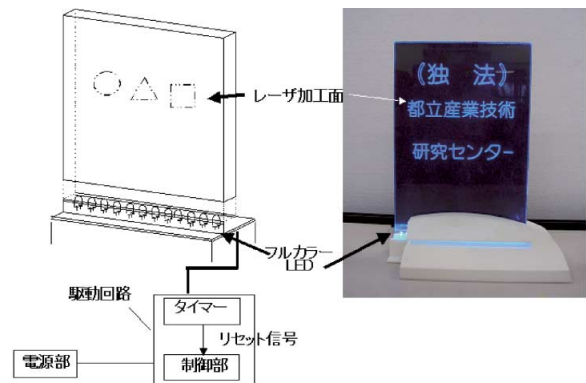 レーザ加工面
フルカラー
LED
駆動回路
タイマー
リセット信号
電源部
制御部
《独 法》
都立産業技術
研究センター